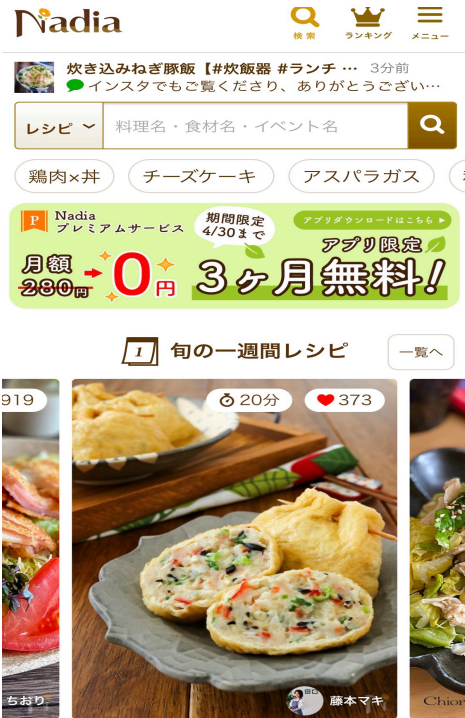 Nadia
検索
ランキング
メニュー
炊き込みねぎ豚飯【#炊飯器 #ランチ … 3分前
インスタでもご覧くださり、ありがとうござい…
レシピ
料理名・食材名・イベント名
鶏肉×丼
チーズケーキ
アスパラガス
P
Nadia
プレミアムサービス
期間限定
4/30まで
アプリダウンロードはこちら
アプリ限定
月額
280円
0円
3ヶ月無料!
1
旬の一週間レシピ
一覧へ
919
20分
373
ちおり
藤本マキ
Chior